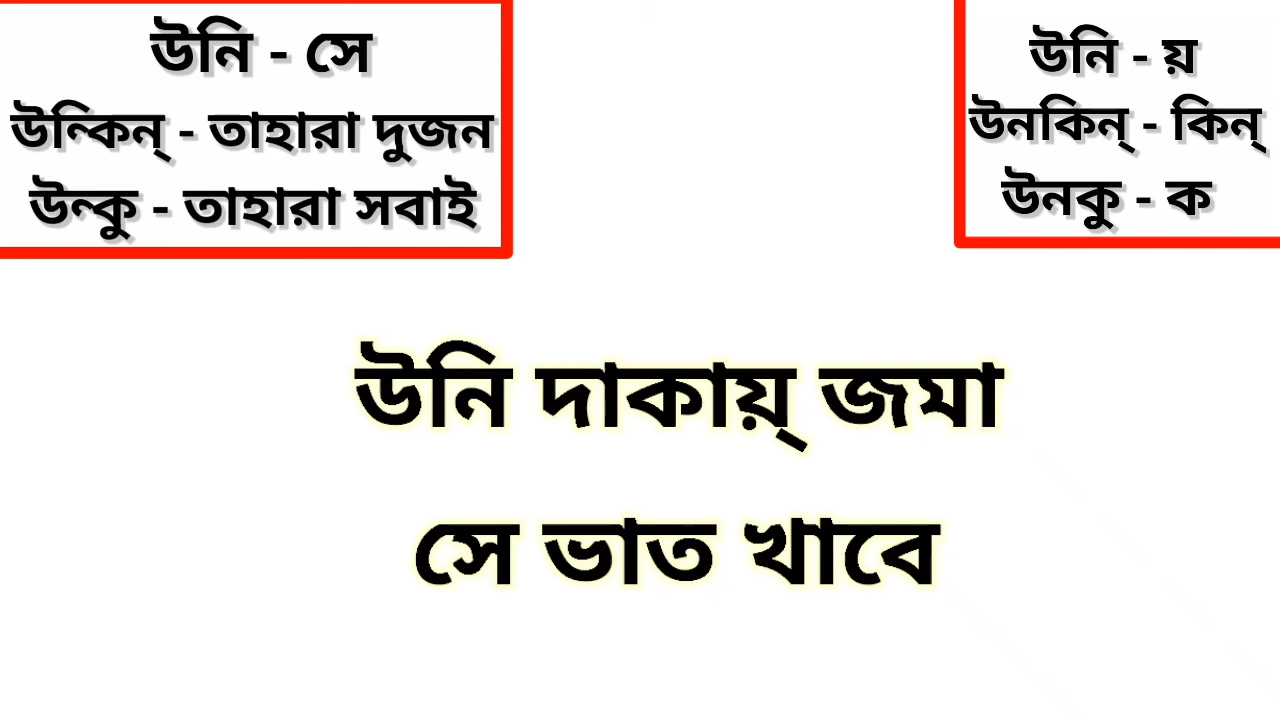 উনি - সে
উন্কিন্ - তাহারা দুজন
উন্কু - তাহারা সবাই
উনি - য়
উনকিন্ - কিন্
উনকু - ক
উনি দাকায়্ জমা
সে ভাত খাবে